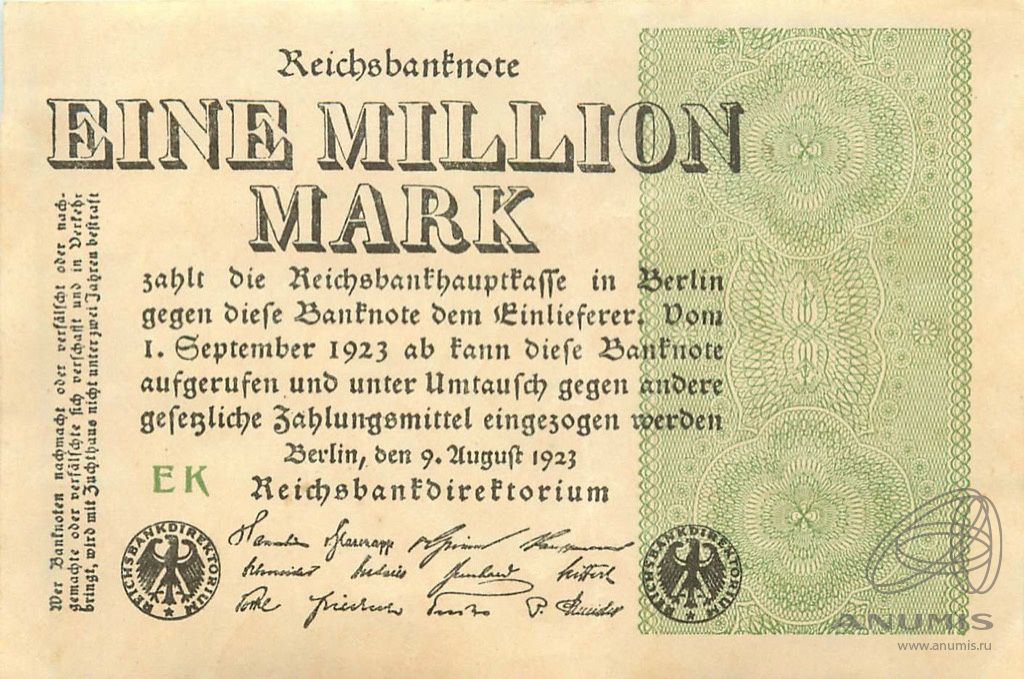 Reichsbanknote
EINE MILLION
MARK
zahlt die Reichsbankhauptkasse in Berlin
gegen diese Banknote dem Einlieferer. Vom
1. September 1923 ab kann diese Banknote
aufgerufen und unter Umtausch gegen andere
gesetzliche Zahlungsmittel eingezogen werden
Berlin, den 9. August 1923
EK
Reichsbankdirektorium
Wer Banknoten nachmacht oder verfälscht oder nach-
gemachte oder verfälschte sich verschafft und in Verkehr
bringt, wird mit Zuchthaus nicht unter zwei Jahren bestraft
REICHSBANKDIREKTORIUM
REICHSBANKDIREKTORIUM
ANUMIS
www.anumis.ru